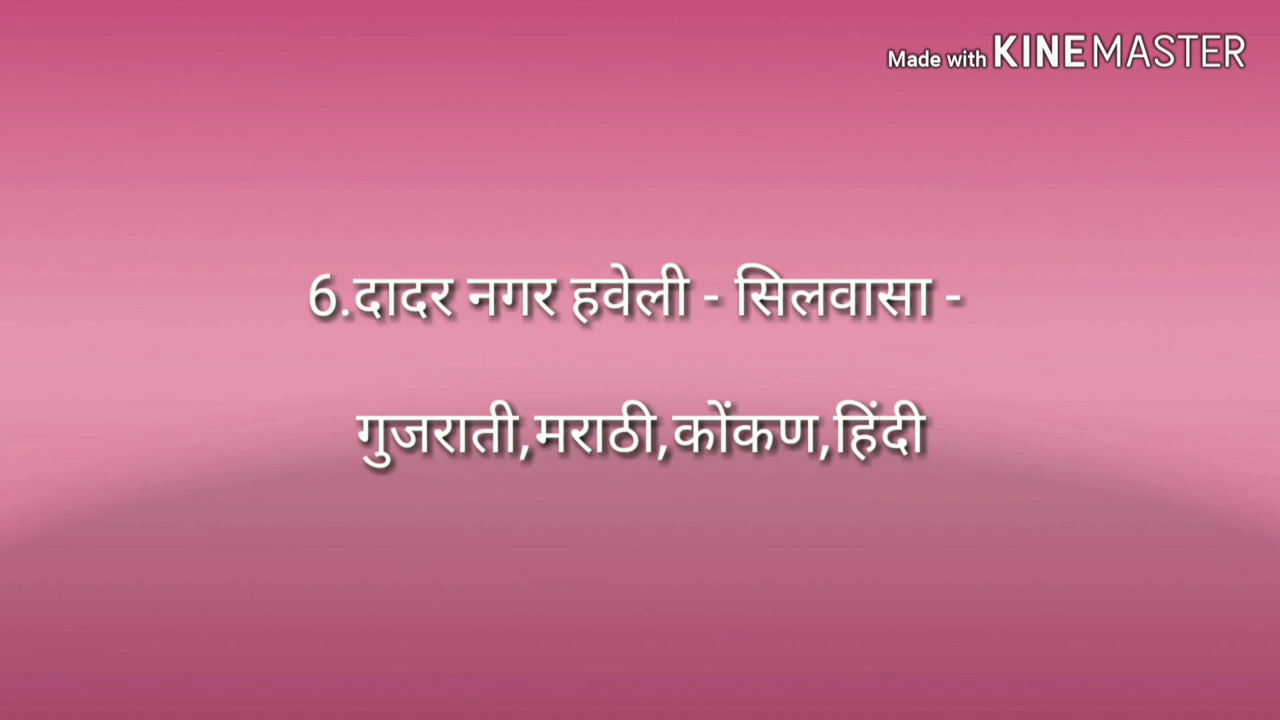 Made with KINEMASTER
6.दादर नगर हवेली - सिलवासा -
गुजराती,मराठी,कोंकण,हिंदी